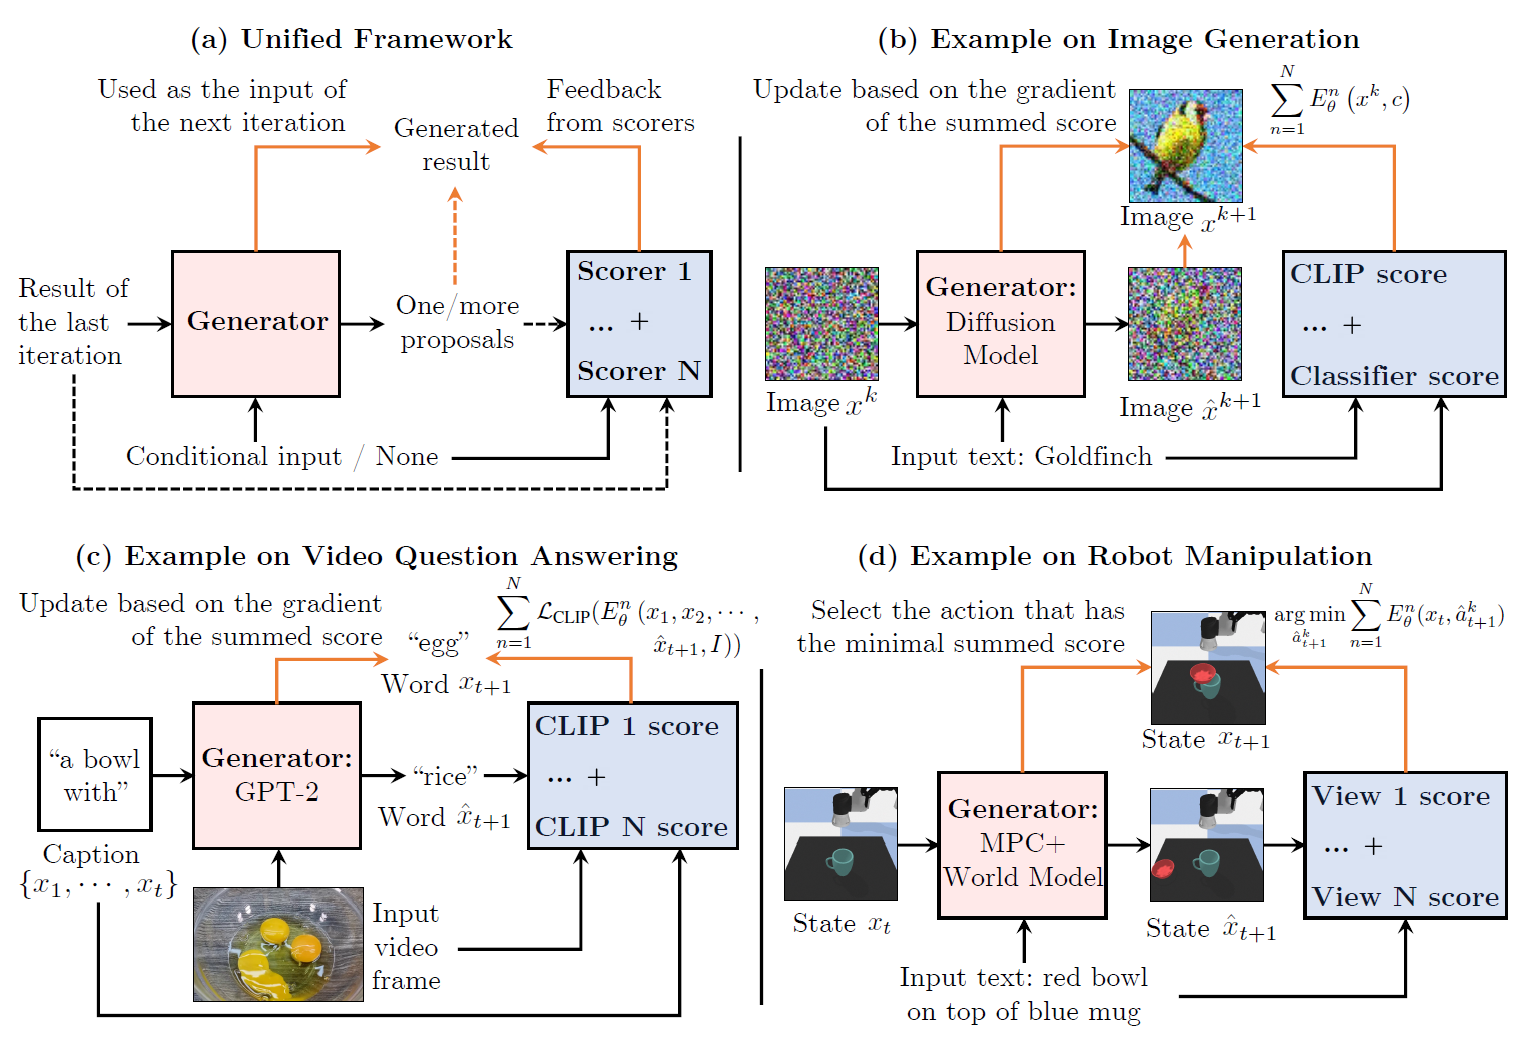 (a) Unified Framework
Used as the input of
the next iteration
Feedback
from scorers
Generated
result
Result of
the last
iteration
Generator
One/more
proposals
Scorer 1
... +
Scorer N
Conditional input / None
(b) Example on Image Generation
Update based on the gradient
of the summed score
\sum_{n=1}^{N} E_\theta^n (x^k, c)
Image x^{k+1}
Generator:
Diffusion
Model
CLIP score
... +
Classifier score
Image x^k
Image \hat{x}^{k+1}
Input text: Goldfinch
(c) Example on Video Question Answering
Update based on the gradient
of the summed score
\sum_{n=1}^{N} \mathcal{L}_{CLIP}(E_\theta^n (x_1, x_2, \cdots,
\hat{x}_{t+1}, I))
“egg”
Word x_{t+1}
“a bowl
with”
Generator:
GPT-2
“rice”
Word \hat{x}_{t+1}
CLIP 1 score
... +
CLIP N score
Caption
{x_1, \cdots, x_t}
Input
video
frame
(d) Example on Robot Manipulation
Select the action that has
the minimal summed score
\arg\min_{\hat{a}_{t+1}^k} \sum_{n=1}^{N} E_\theta^n(x_t, \hat{a}_{t+1}^k)
State x_{t+1}
Generator:
MPC+
World Model
View 1 score
... +
View N score
State x_t
State \hat{x}_{t+1}
Input text: red bowl
on top of blue mug